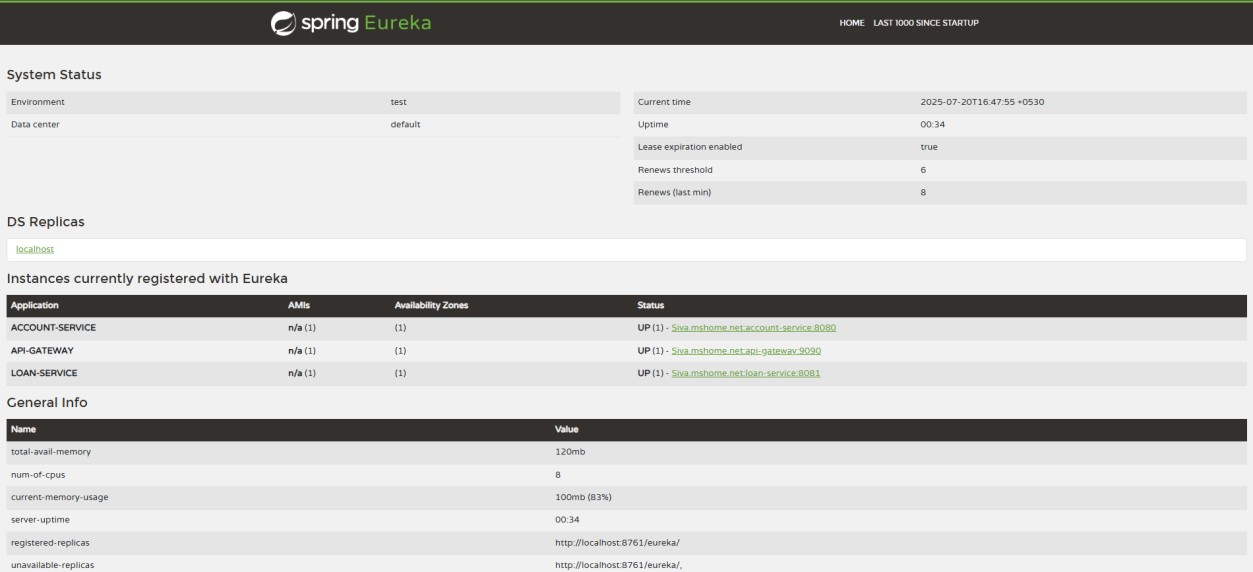 spring Eureka
HOME LAST 1000 SINCE STARTUP
System Status
Environment test
Data center default
Current time 2025-07-20T16:47:55 +0530
Uptime 00:34
Lease expiration enabled true
Renews threshold 6
Renews (last min) 8
DS Replicas
localhost
Instances currently registered with Eureka
Application AMIs Availability Zones Status
ACCOUNT-SERVICE n/a (1) (1) UP (1) - Siva.mshome.net:account-service:8080
API-GATEWAY n/a (1) (1) UP (1) - Siva.mshome.net:api-gateway:9090
LOAN-SERVICE n/a (1) (1) UP (1) - Siva.mshome.net:loan-service:8081
General Info
Name Value
total-avail-memory 120mb
num-of-cpus 8
current-memory-usage 100mb (83%)
server-uptime 00:34
registered-replicas http://localhost:8761/eureka/
unavailable-replicas http://localhost:8761/eureka/,